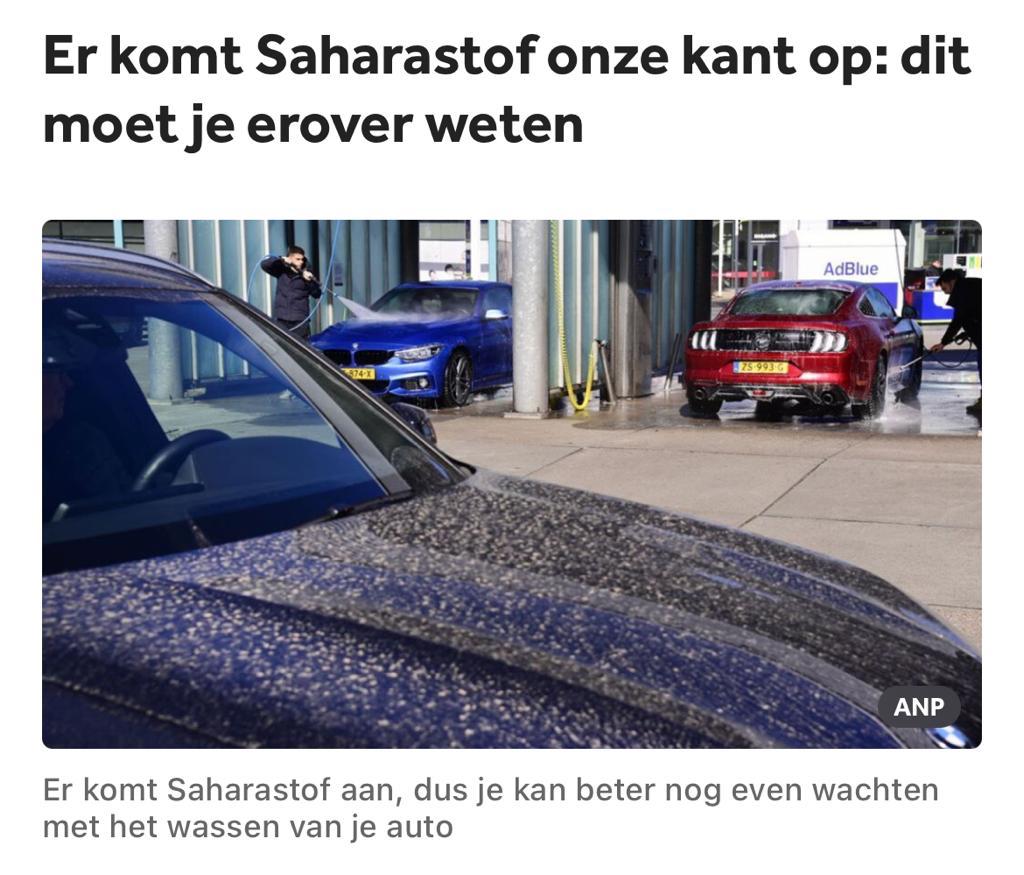 Er komt Saharastof onze kant op: dit
moet je erover weten
AdBlue
874-X
ZS-993-G
ANP
Er komt Saharastof aan, dus je kan beter nog even wachten
met het wassen van je auto